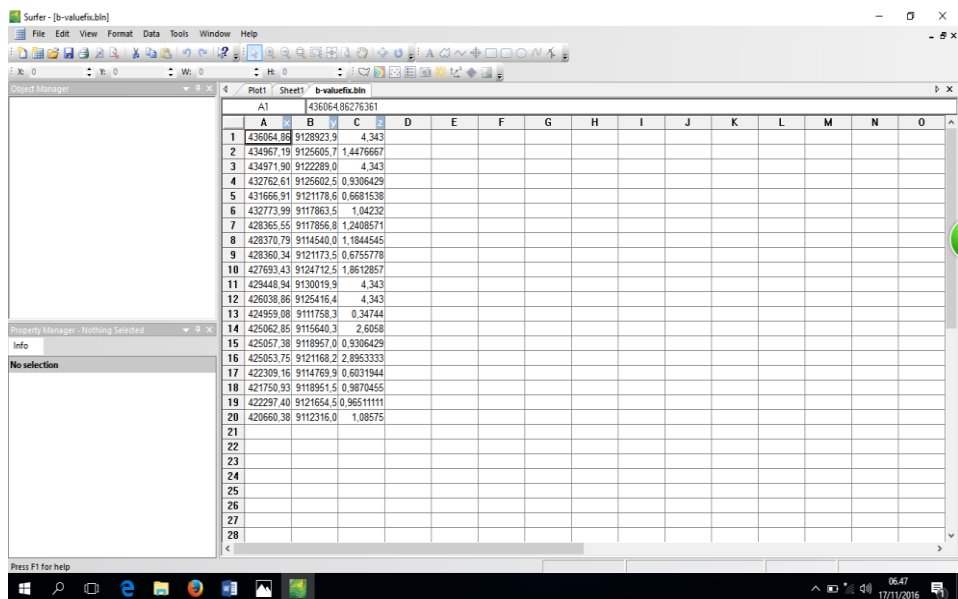 Surfer - [b-valuefix.bln]
File Edit View Format Data Tools Window Help
X: 0 Y: 0 W: 0 H: 0
Object Manager
Plot1 Sheet1 b-valuefix.bln
A1 436064,86276361
A x B y C z D E F G H I J K L M N O
1 436064,86 9128923,9 4,343
2 434967,19 9125605,7 1,4476667
3 434971,90 9122289,0 4,343
4 432762,61 9125602,5 0,9306429
5 431666,91 9121178,6 0,6681538
6 432773,99 9117863,5 1,04232
7 428365,55 9117856,8 1,2408571
8 428370,79 9114540,0 1,1844545
9 428360,34 9121173,5 0,6755778
10 427693,43 9124712,5 1,8612857
11 429448,94 9130019,9 4,343
12 426038,86 9125416,4 4,343
13 424959,08 9111758,3 0,34744
14 425062,85 9115640,3 2,6058
15 425057,38 9118957,0 0,9306429
16 425053,75 9121168,2 2,8953333
17 422309,16 9114769,9 0,6031944
18 421750,93 9118951,5 0,9870455
19 422297,40 9121654,5 0,96511111
20 420660,38 9112316,0 1,08575
21
22
23
24
25
26
27
28
Property Manager - Nothing Selected
Info
No selection
Press F1 for help
06.47
17/11/2016